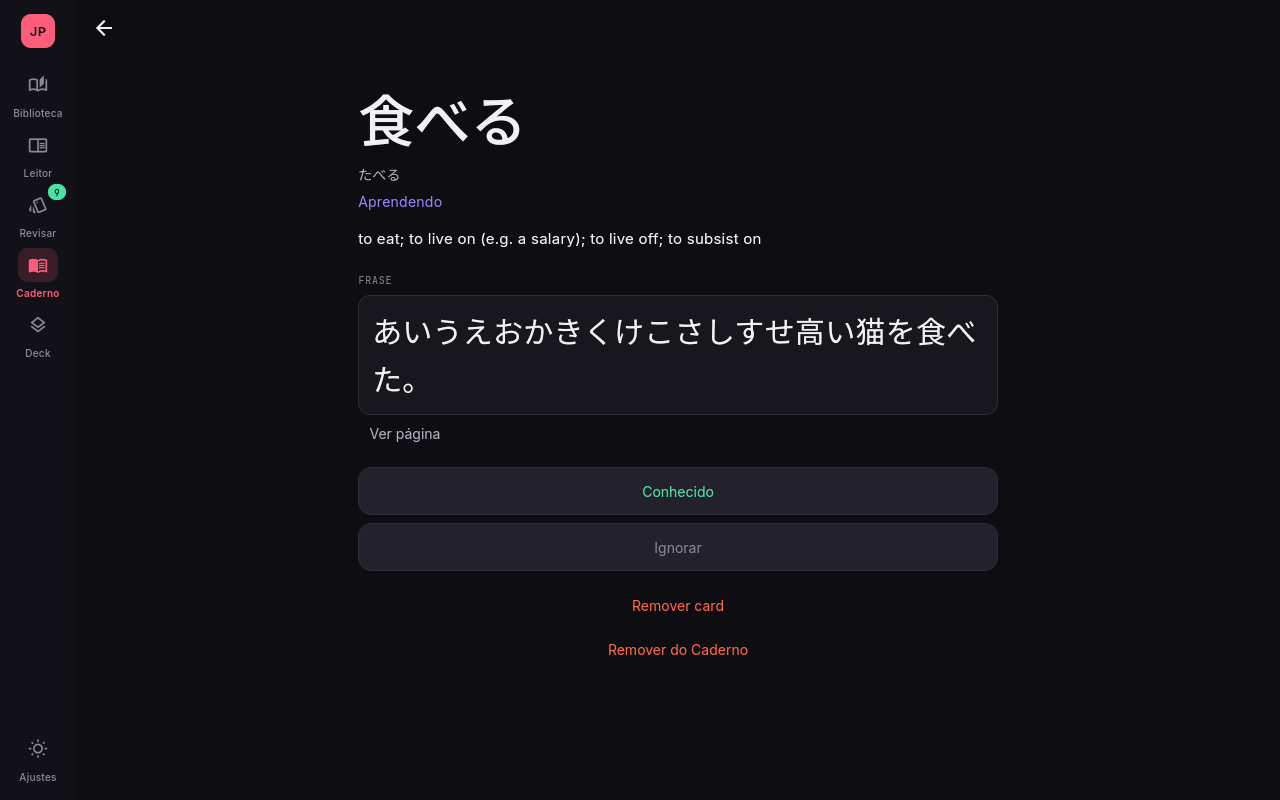 JP
Biblioteca
Leitor
9
Revisar
Caderno
Deck
Ajustes
食べる
たべる
Aprendendo
to eat; to live on (e.g. a salary); to live off; to subsist on
FRASE
あいうえおかきくけこさしすせ高い猫を食べ
た。
Ver página
Conhecido
Ignorar
Remover card
Remover do Caderno